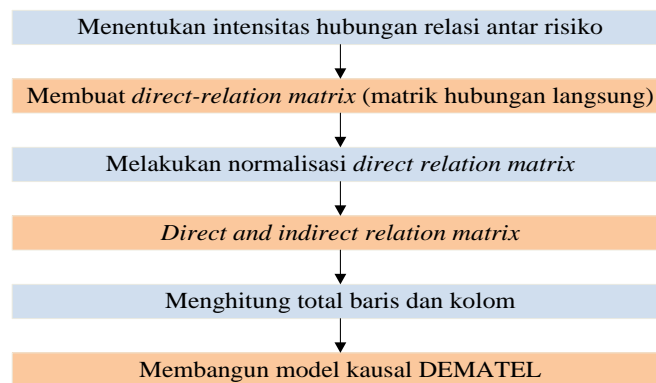 Menentukan intensitas hubungan relasi antar risiko
Membuat direct-relation matrix (matrik hubungan langsung)
Melakukan normalisasi direct relation matrix
Direct and indirect relation matrix
Menghitung total baris dan kolom
Membangun model kausal DEMATEL